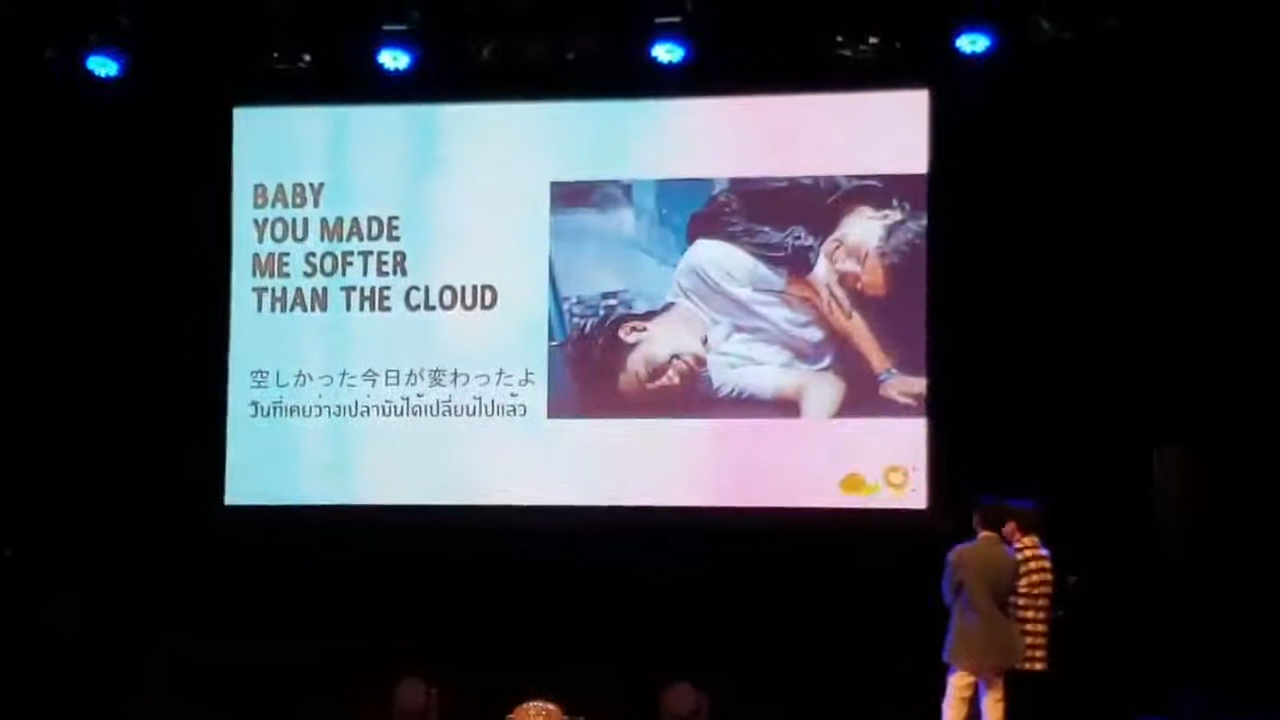 BABY
YOU MADE
ME SOFTER
THAN THE CLOUD
空しかった今日が変わったよ
วันที่เคยว่างเปล่ามันได้เปลี่ยนไปแล้ว